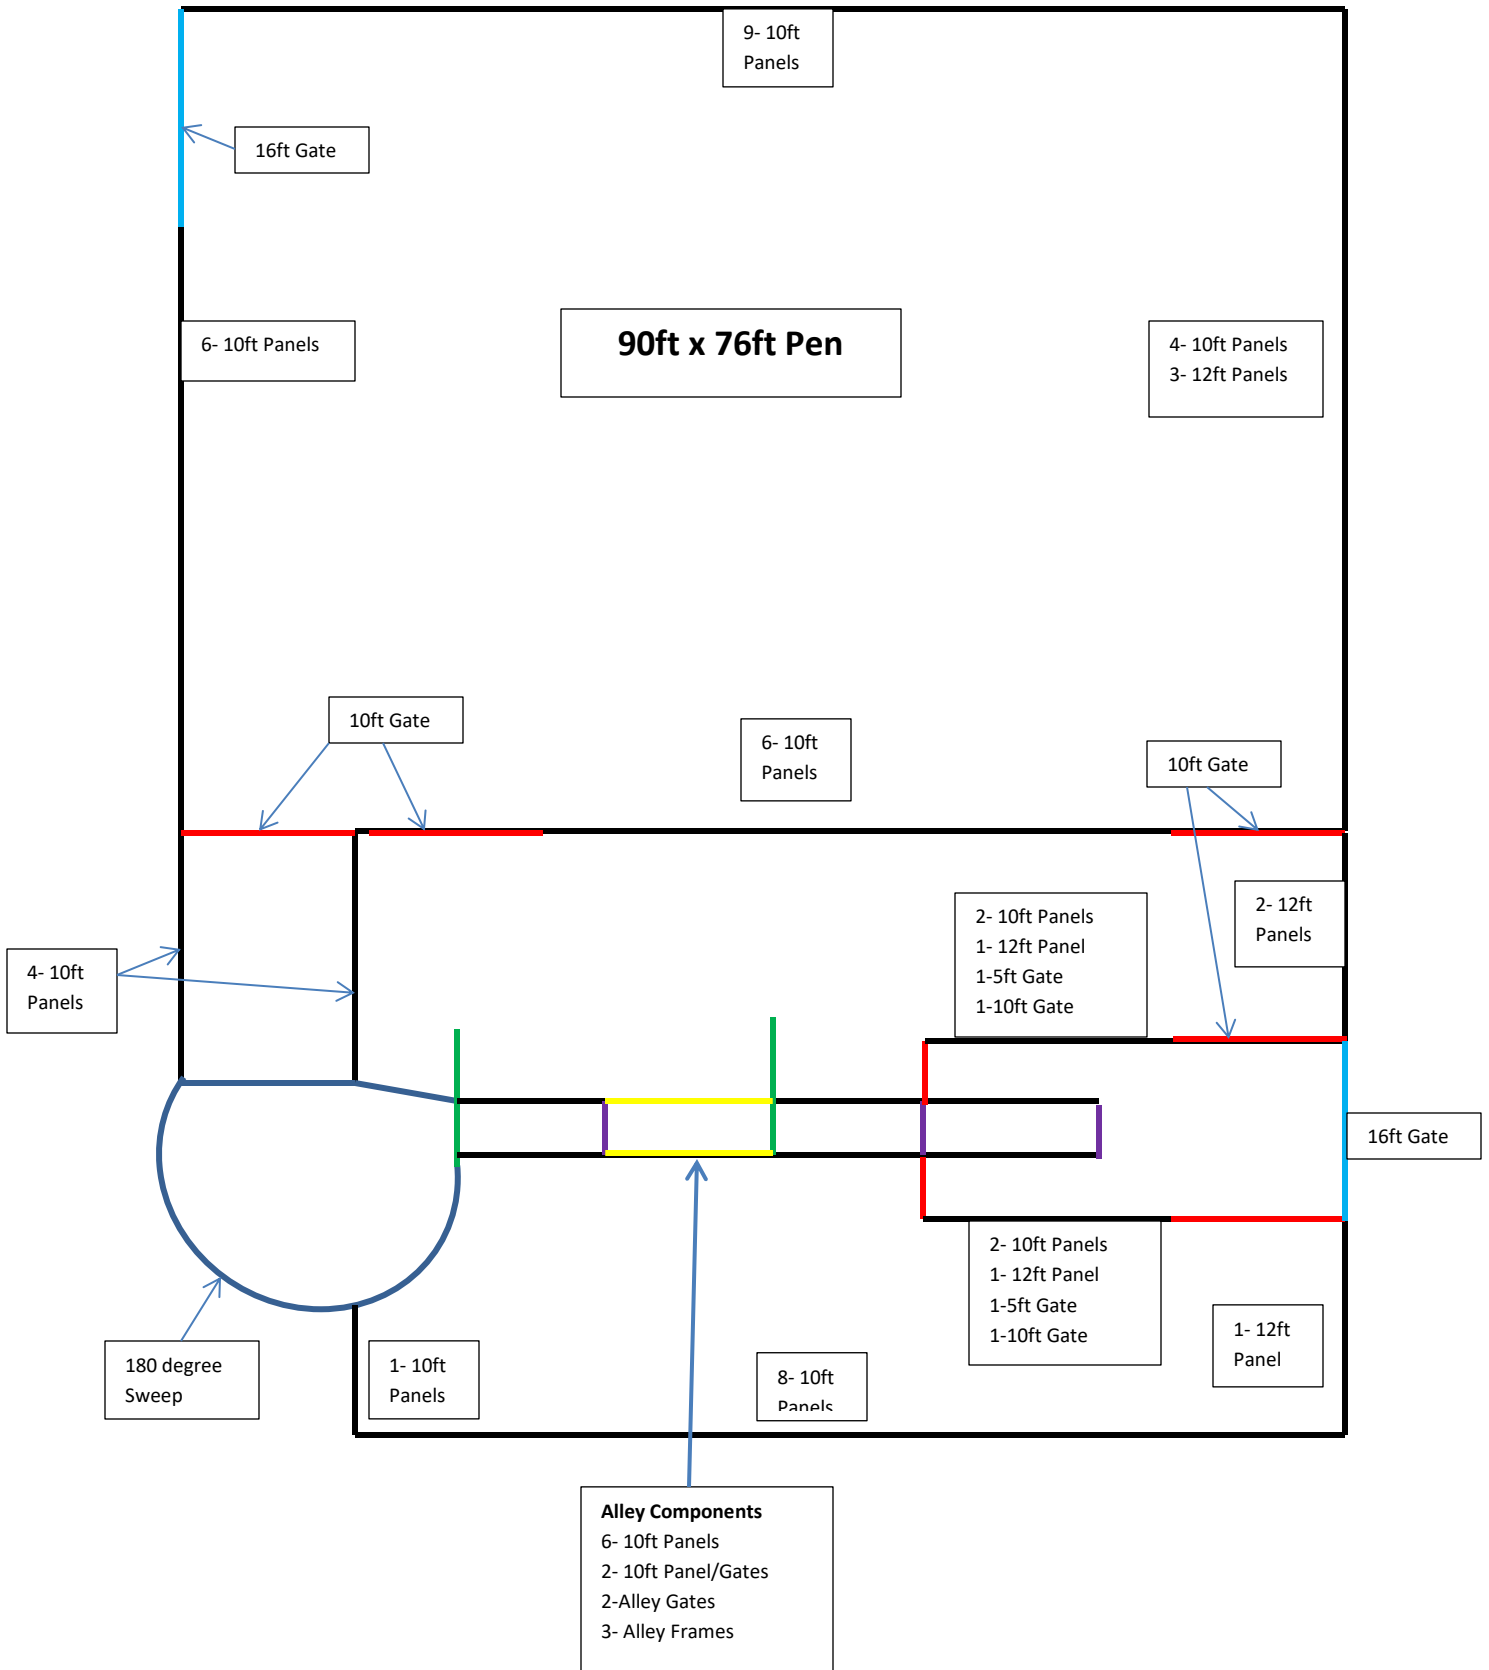 9- 10ft
Panels
16ft Gate
6- 10ft Panels
90ft x 76ft Pen
4- 10ft Panels
3- 12ft Panels
10ft Gate
6- 10ft
Panels
10ft Gate
2- 10ft Panels
1- 12ft Panel
1-5ft Gate
1-10ft Gate
2- 12ft
Panels
4- 10ft
Panels
16ft Gate
2- 10ft Panels
1- 12ft Panel
1-5ft Gate
1-10ft Gate
1- 12ft
Panel
180 degree
Sweep
1- 10ft
Panels
8- 10ft
Panels
Alley Components
6- 10ft Panels
2- 10ft Panel/Gates
2-Alley Gates
3- Alley Frames